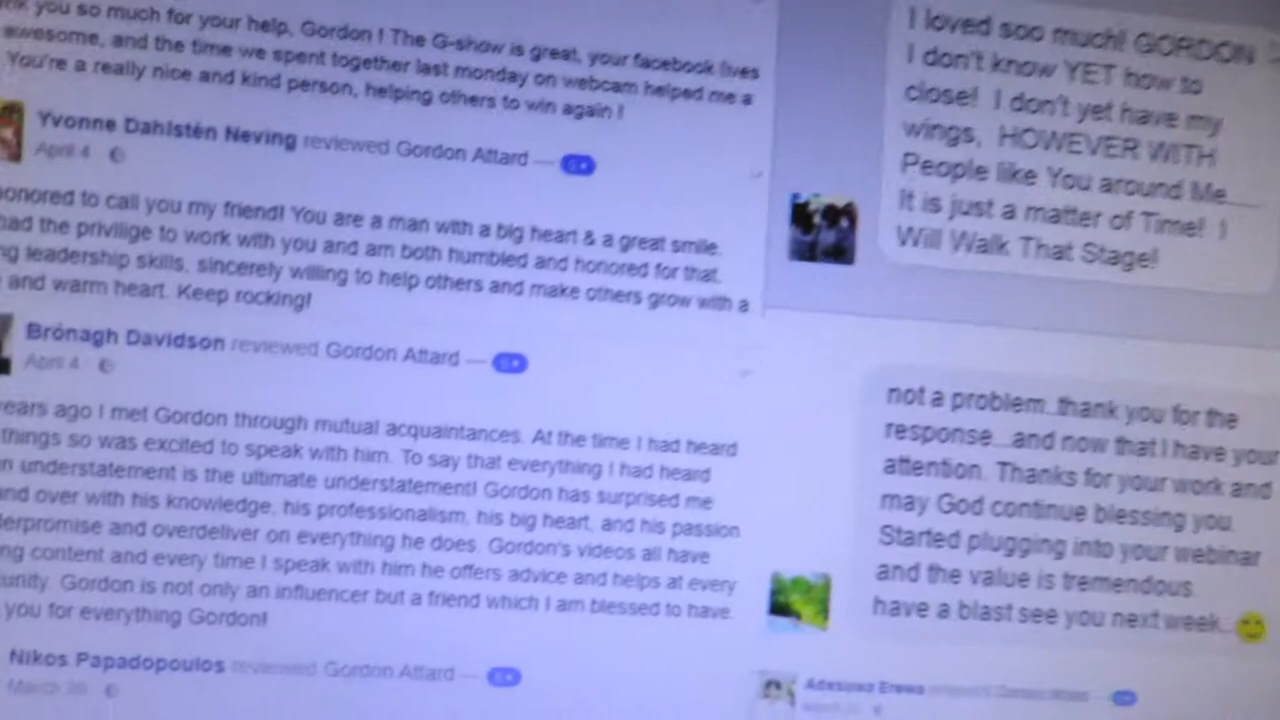 you so much for your help, Gordon ! The G-show is great, your facebook lives
awesome, and the time we spent together last monday on webcam helped me a
You're a really nice and kind person, helping others to win again !
Yvonne Dahlstén Neving reviewed Gordon Attard — 5★
April 4
honored to call you my friend! You are a man with a big heart & a great smile.
had the privilige to work with you and am both humbled and honored for that.
leadership skills, sincerely willing to help others and make others grow with a
and warm heart. Keep rocking!
Brónagh Davidson reviewed Gordon Attard — 5★
April 4
years ago I met Gordon through mutual acquaintances. At the time I had heard
things so was excited to speak with him. To say that everything I had heard
understatement is the ultimate understatement! Gordon has surprised me
and over with his knowledge, his professionalism, his big heart, and his passion
and overdeliver on everything he does. Gordon's videos all have
content and every time I speak with him he offers advice and helps at every
Gordon is not only an influencer but a friend which I am blessed to have.
you for everything Gordon!
Nikos Papadopoulos reviewed Gordon Attard — 5★
March
I loved soo much! GORDON
I don't know YET how to
close! I don't yet have my
wings, HOWEVER WITH
People like You around Me....
It is just a matter of Time! I
Will Walk That Stage!
not a problem..thank you for the
response...and now that I have your
attention. Thanks for your work and
may God continue blessing you.
Started plugging into your webinar
and the value is tremendous.
have a blast see you next week..
Adesuwa Erewa